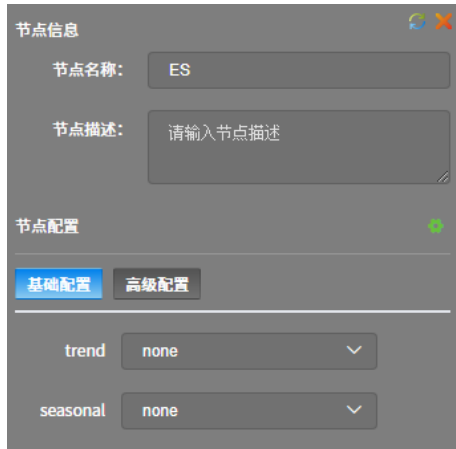 节点信息
节点名称： ES
节点描述： 请输入节点描述
节点配置
基础配置 高级配置
trend none
seasonal none